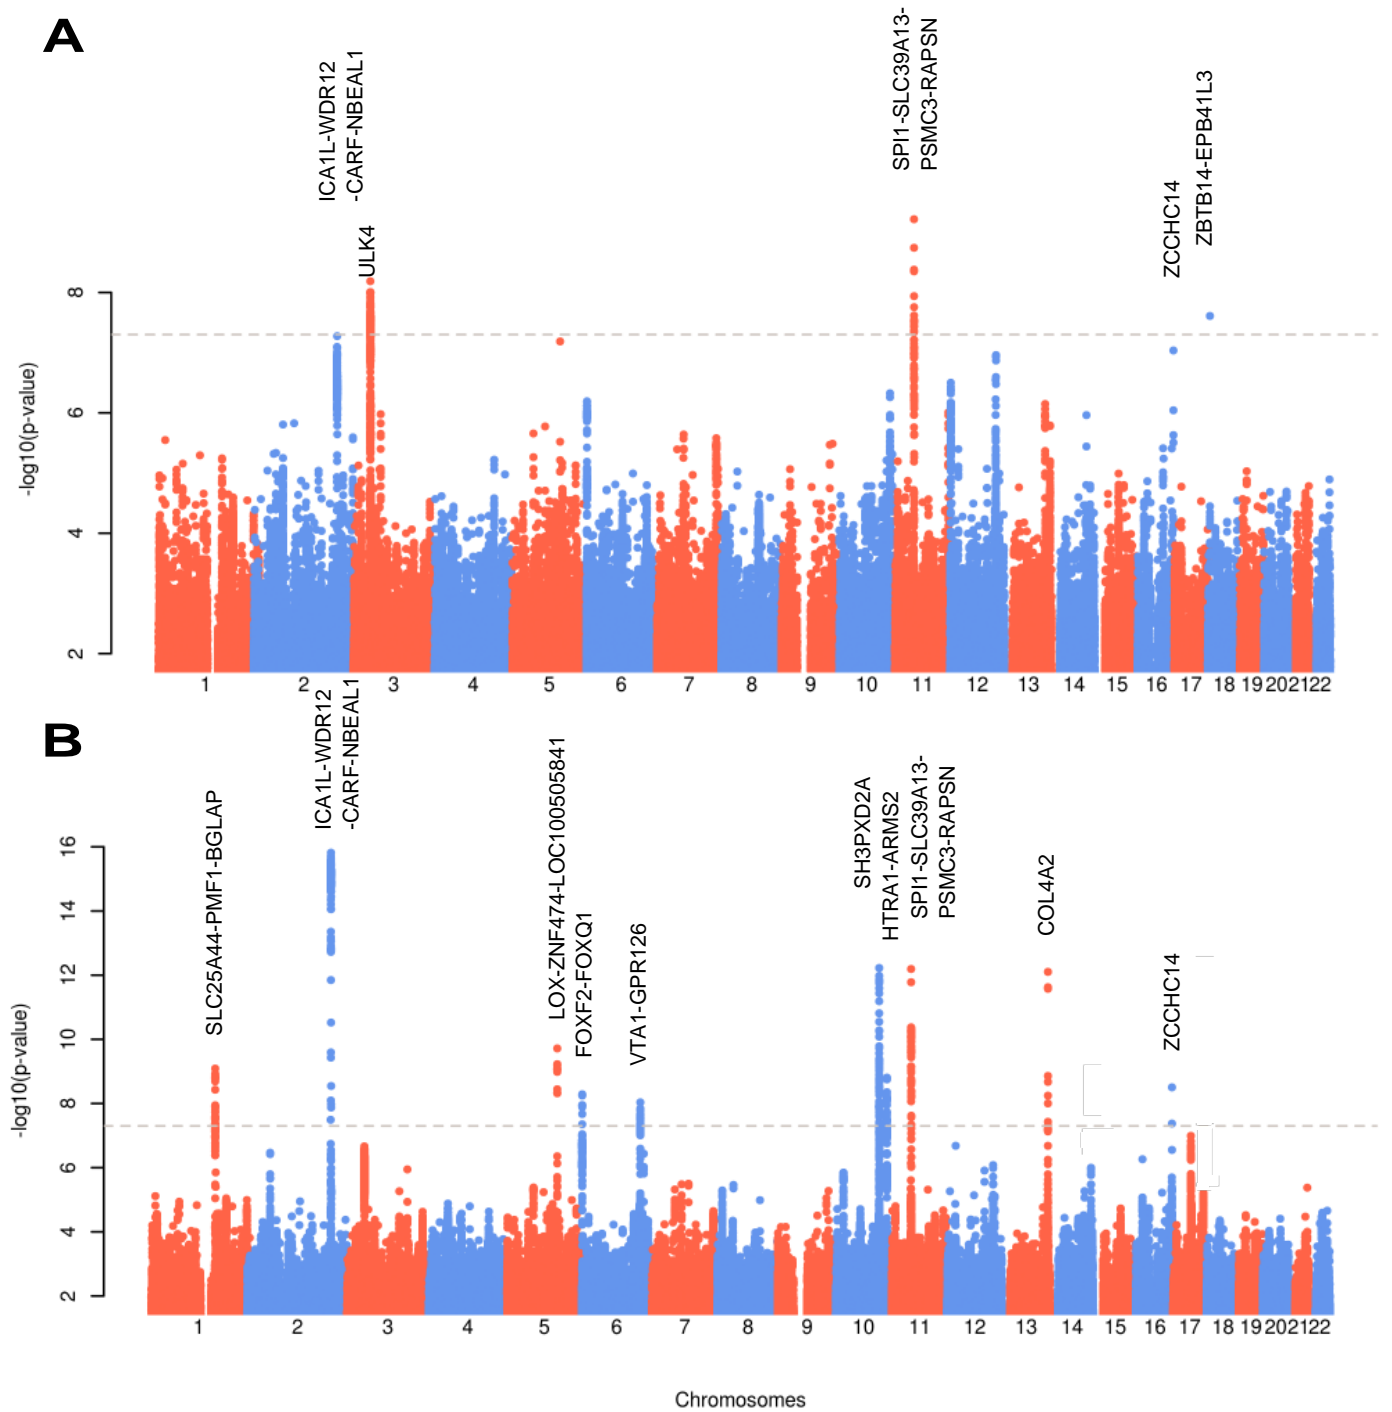 A
ICA1L-WDR12
-CARF-NBEAL1
ULK4
SPI1-SLC39A13-
PSMC3-RAPSN
ZCCHC14
ZBTB14-EPB41L3
-log10(p-value)
8
6
4
2
1 2 3 4 5 6 7 8 9 10 11 12 13 14 15 16 17 18 19 20 21 22
B
SLC25A44-PMF1-BGLAP
ICA1L-WDR12
-CARF-NBEAL1
LOX-ZNF474-LOC100505841
FOXF2-FOXQ1
VTA1-GPR126
SH3PXD2A
HTRA1-ARMS2
SPI1-SLC39A13-
PSMC3-RAPSN
COL4A2
ZCCHC14
-log10(p-value)
16
14
12
10
8
6
4
2
1 2 3 4 5 6 7 8 9 10 11 12 13 14 15 16 17 18 19 20 21 22
Chromosomes